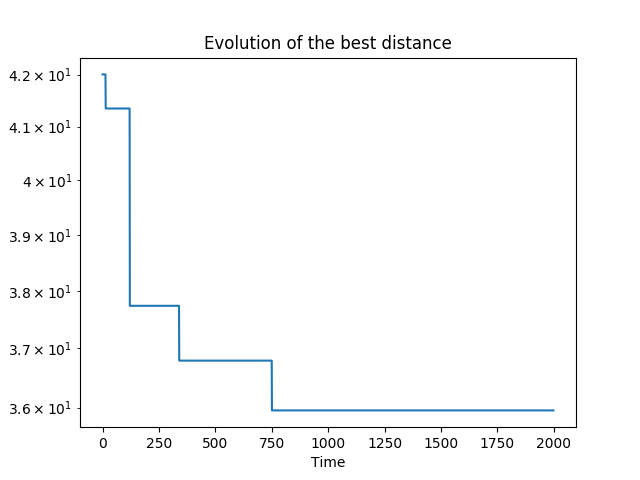 Evolution of the best distance
4.2 × 10¹
4.1 × 10¹
4 × 10¹
3.9 × 10¹
3.8 × 10¹
3.7 × 10¹
3.6 × 10¹
0 250 500 750 1000 1250 1500 1750 2000
Time